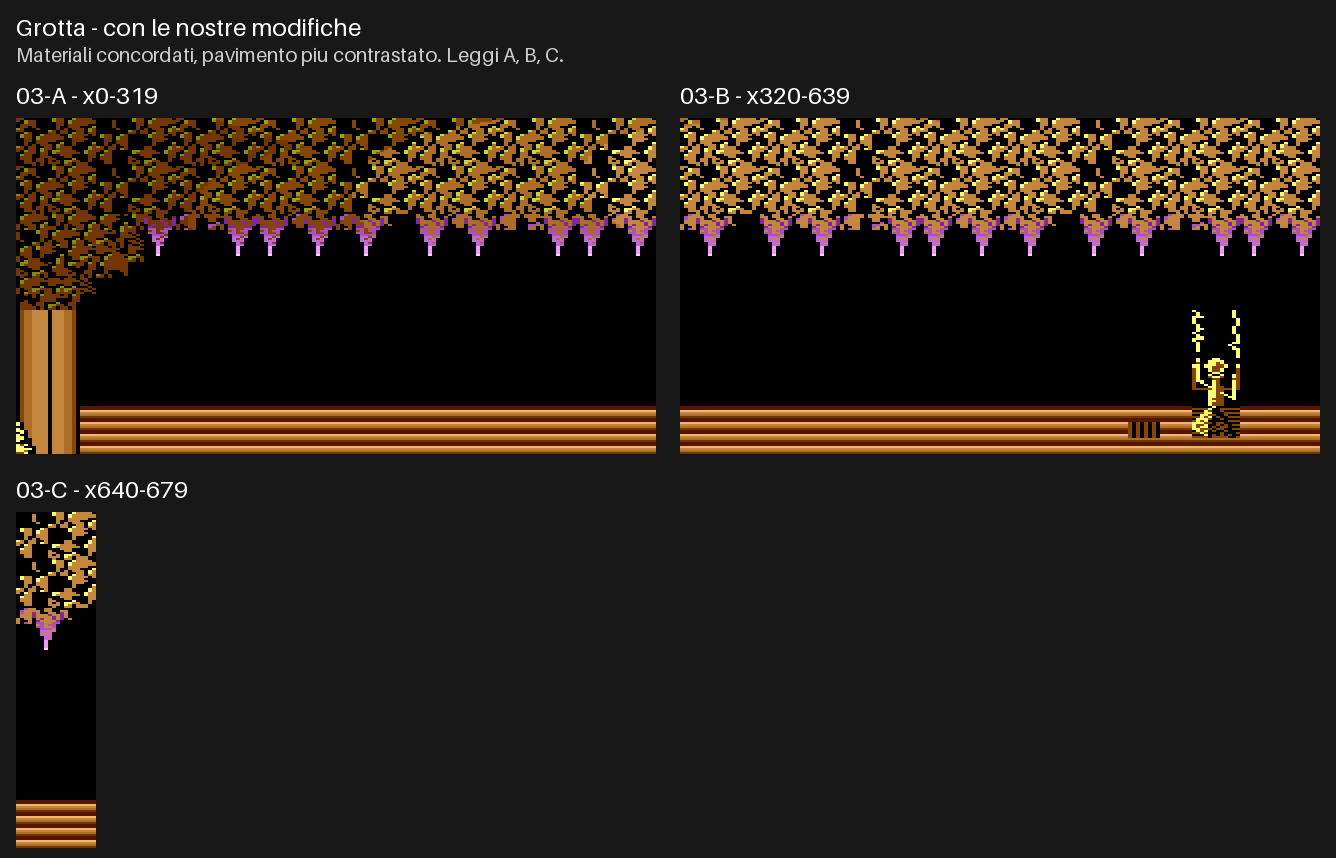 Grotta - con le nostre modifiche
Materiali concordati, pavimento piu contrastato. Leggi A, B, C.
03-A - x0-319
03-B - x320-639
03-C - x640-679